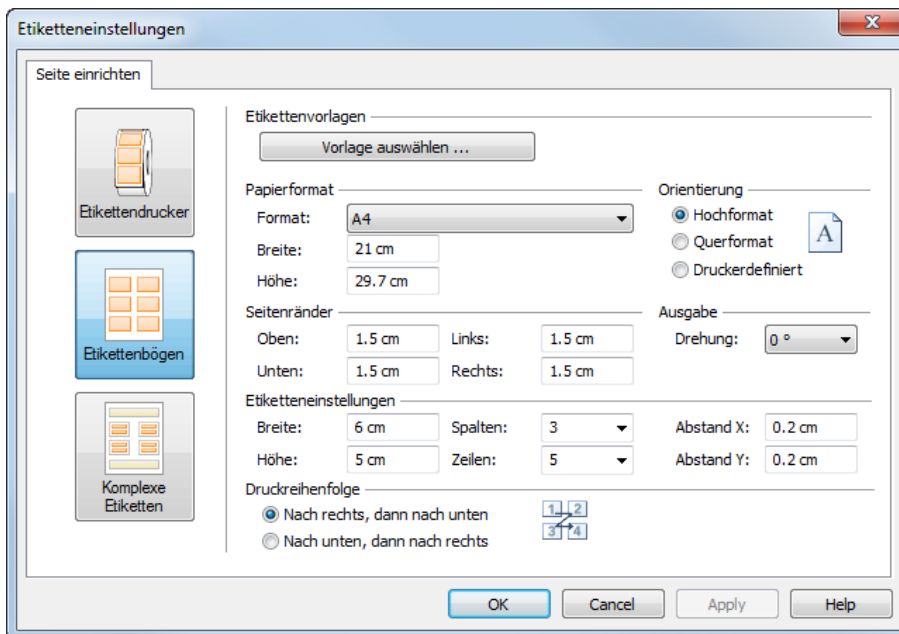 Etiketteneinstellungen
Seite einrichten
Etikettendrucker
Etikettenbögen
Komplexe
Etiketten
Etikettenvorlagen
Vorlage auswählen ...
Papierformat
Format: A4
Breite: 21 cm
Höhe: 29.7 cm
Orientierung
Hochformat
Querformat
Druckerdefiniert
A
Seitenränder
Oben: 1.5 cm Links: 1.5 cm
Unten: 1.5 cm Rechts: 1.5 cm
Ausgabe
Drehung: 0 °
Etiketteneinstellungen
Breite: 6 cm Spalten: 3 Abstand X: 0.2 cm
Höhe: 5 cm Zeilen: 5 Abstand Y: 0.2 cm
Druckreihenfolge
Nach rechts, dann nach unten
Nach unten, dann nach rechts
1 2
3 4
OK Cancel Apply Help